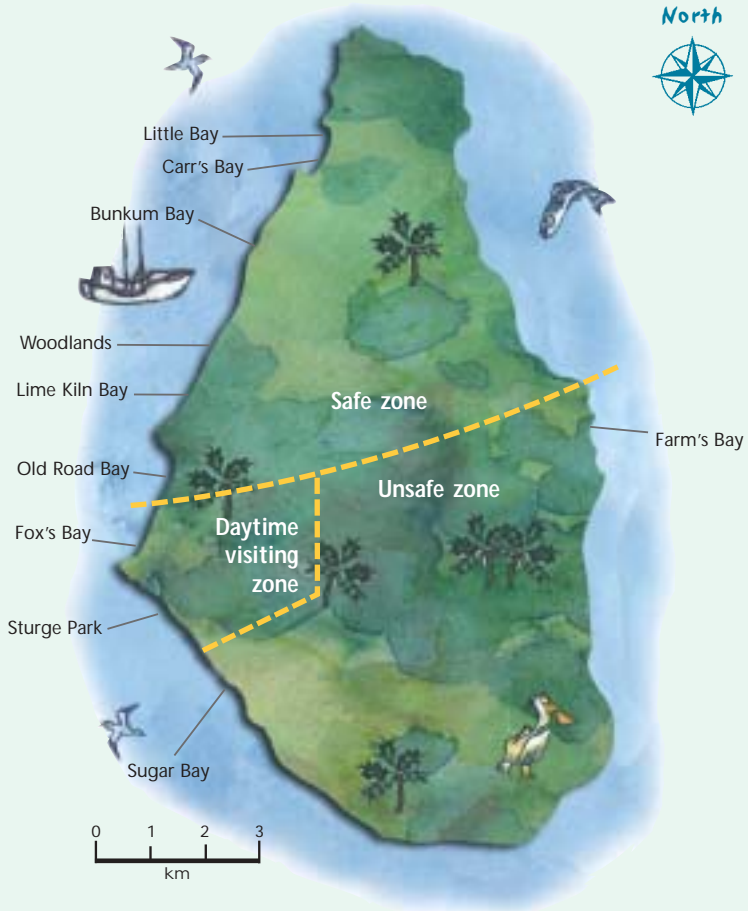 North
Little Bay
Carr's Bay
Bunkum Bay
Woodlands
Lime Kiln Bay
Safe zone
Farm's Bay
Old Road Bay
Unsafe zone
Fox's Bay
Daytime
visiting
zone
Sturge Park
Sugar Bay
0 1 2 3
km